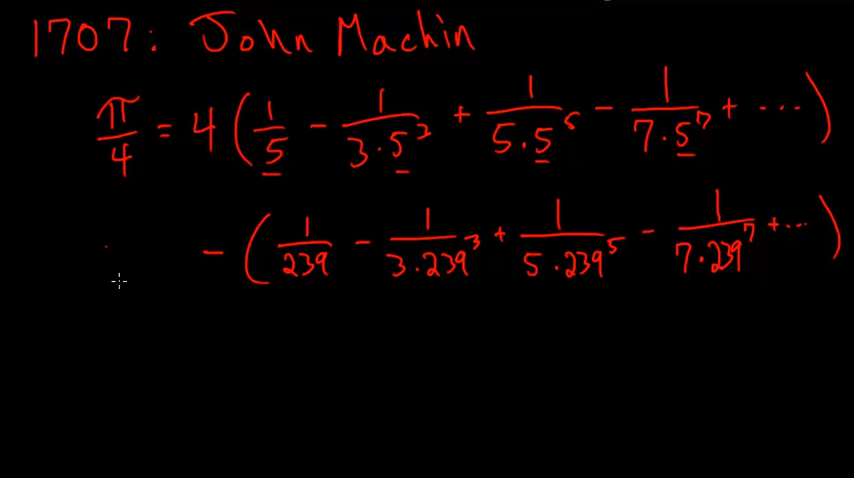 1707: John Machin
π/4 = 4(1/5 - 1/(3·5³) + 1/(5·5⁵) - 1/(7·5⁷) + ···)
-(1/239 - 1/(3·239³) + 1/(5·239⁵) - 1/(7·239⁷) + ···)